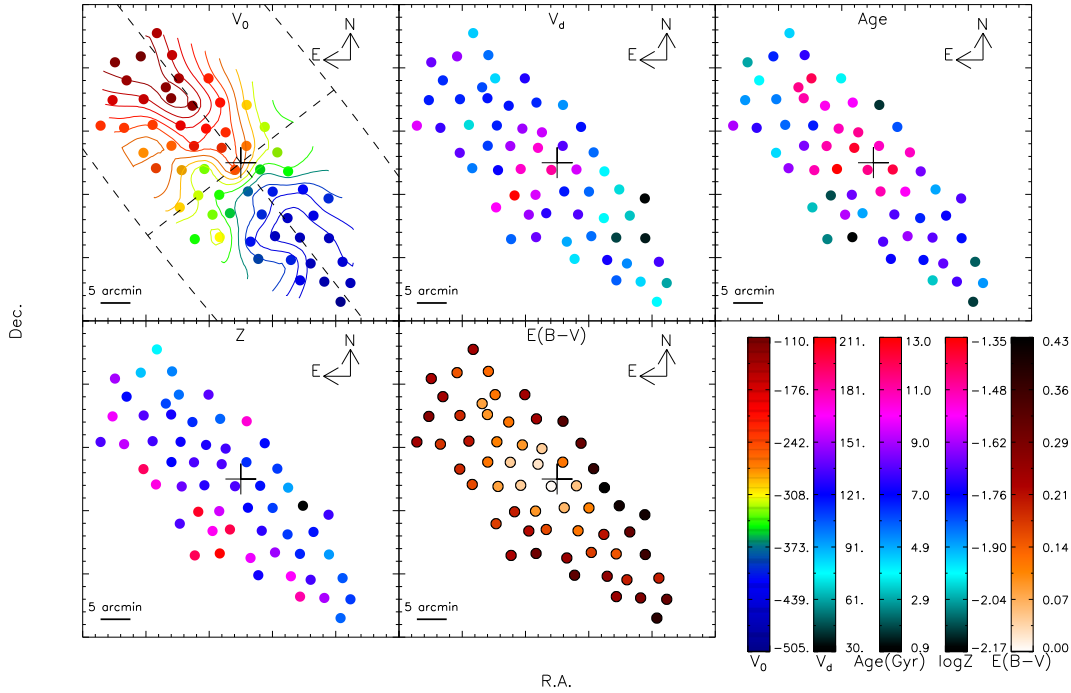 V0 Vd Age
N N N
E E E
5 arcmin 5 arcmin 5 arcmin
Dec.
Z E(B−V)
N N
E E
5 arcmin 5 arcmin
−110. 211. 13.0 −1.35 0.43
−176. 181. 11.0 −1.48 0.36
−242. 151. 9.0 −1.62 0.29
−308. 121. 7.0 −1.76 0.21
−373. 91. 4.9 −1.90 0.14
−439. 61. 2.9 −2.04 0.07
−505. 30. 0.9 −2.17 0.00
V0 Vd Age(Gyr) logZ E(B−V)
R.A.